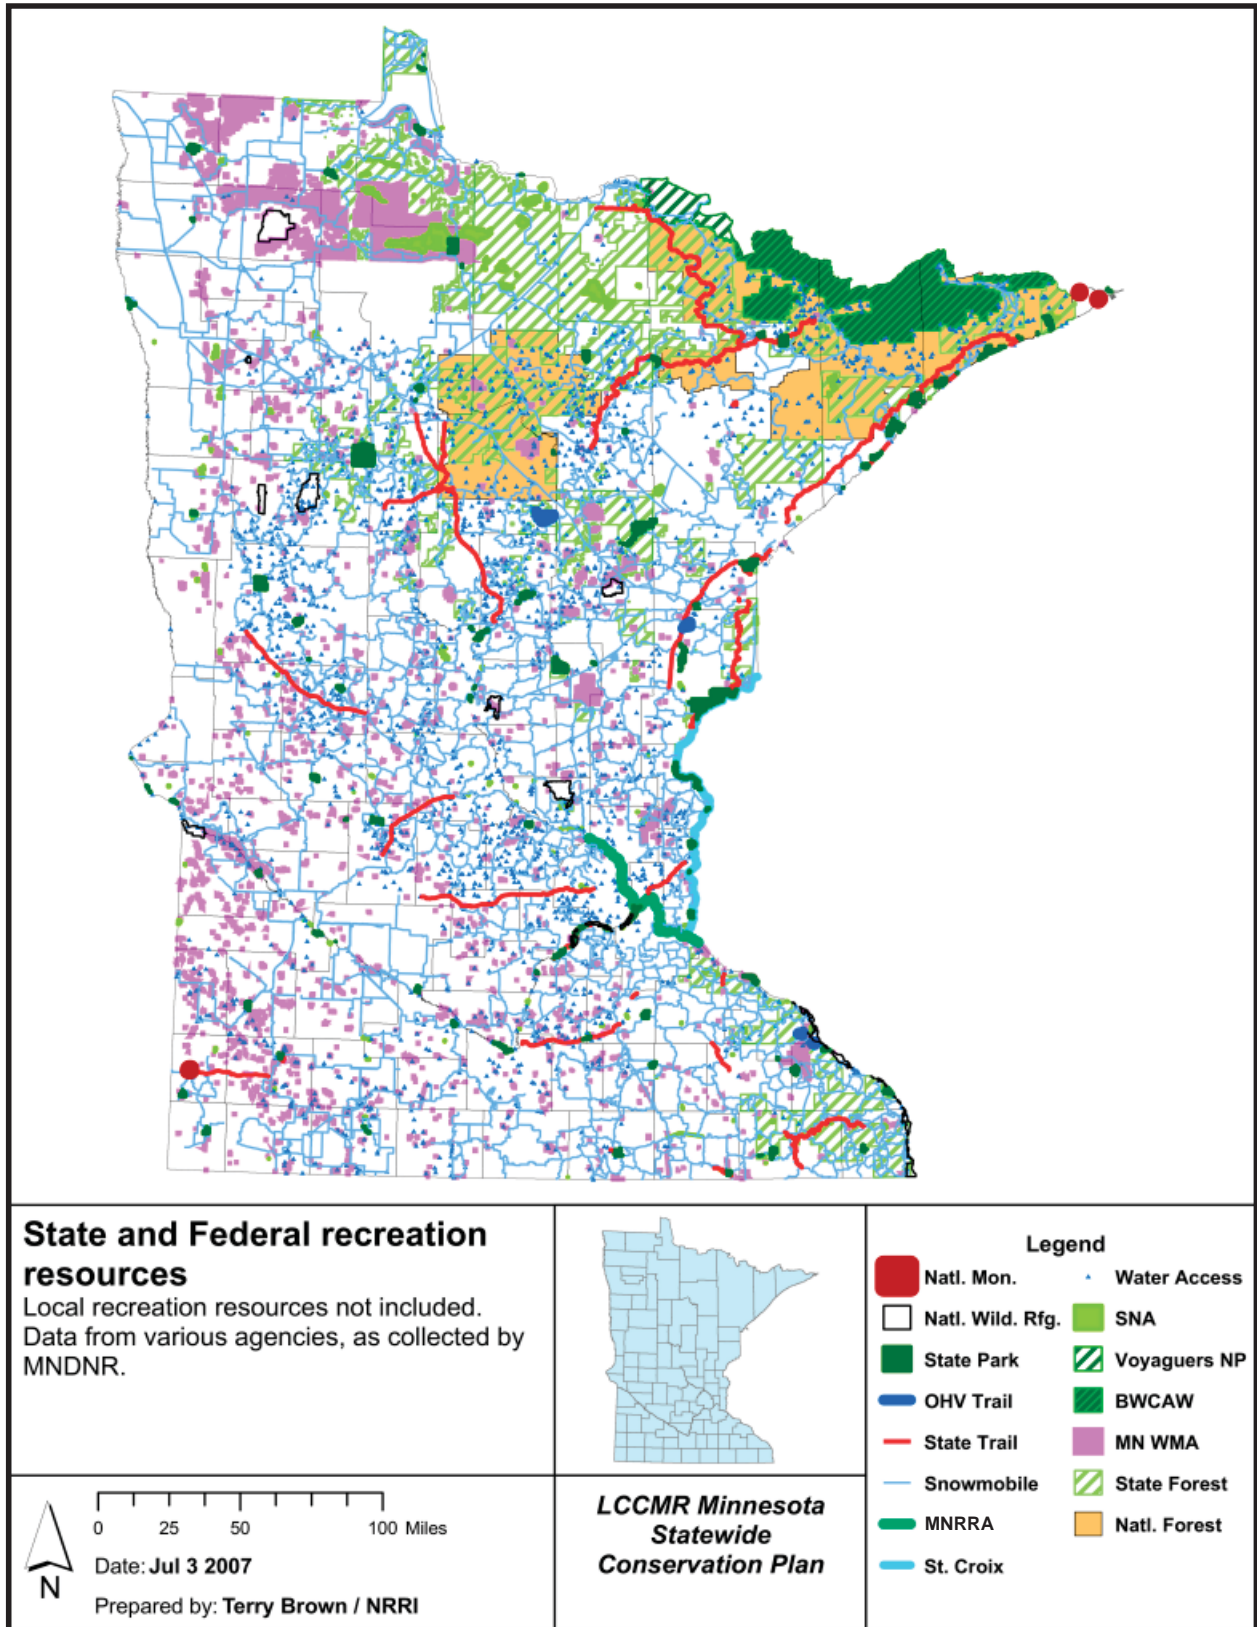 State and Federal recreation
resources
Local recreation resources not included.
Data from various agencies, as collected by
MNDNR.
0 25 50 100 Miles
N
Date: Jul 3 2007
Prepared by: Terry Brown / NRRI
LCCMR Minnesota
Statewide
Conservation Plan
Legend
Natl. Mon.
Natl. Wild. Rfg.
State Park
OHV Trail
State Trail
Snowmobile
MNRRA
St. Croix
Water Access
SNA
Voyaguers NP
BWCAW
MN WMA
State Forest
Natl. Forest